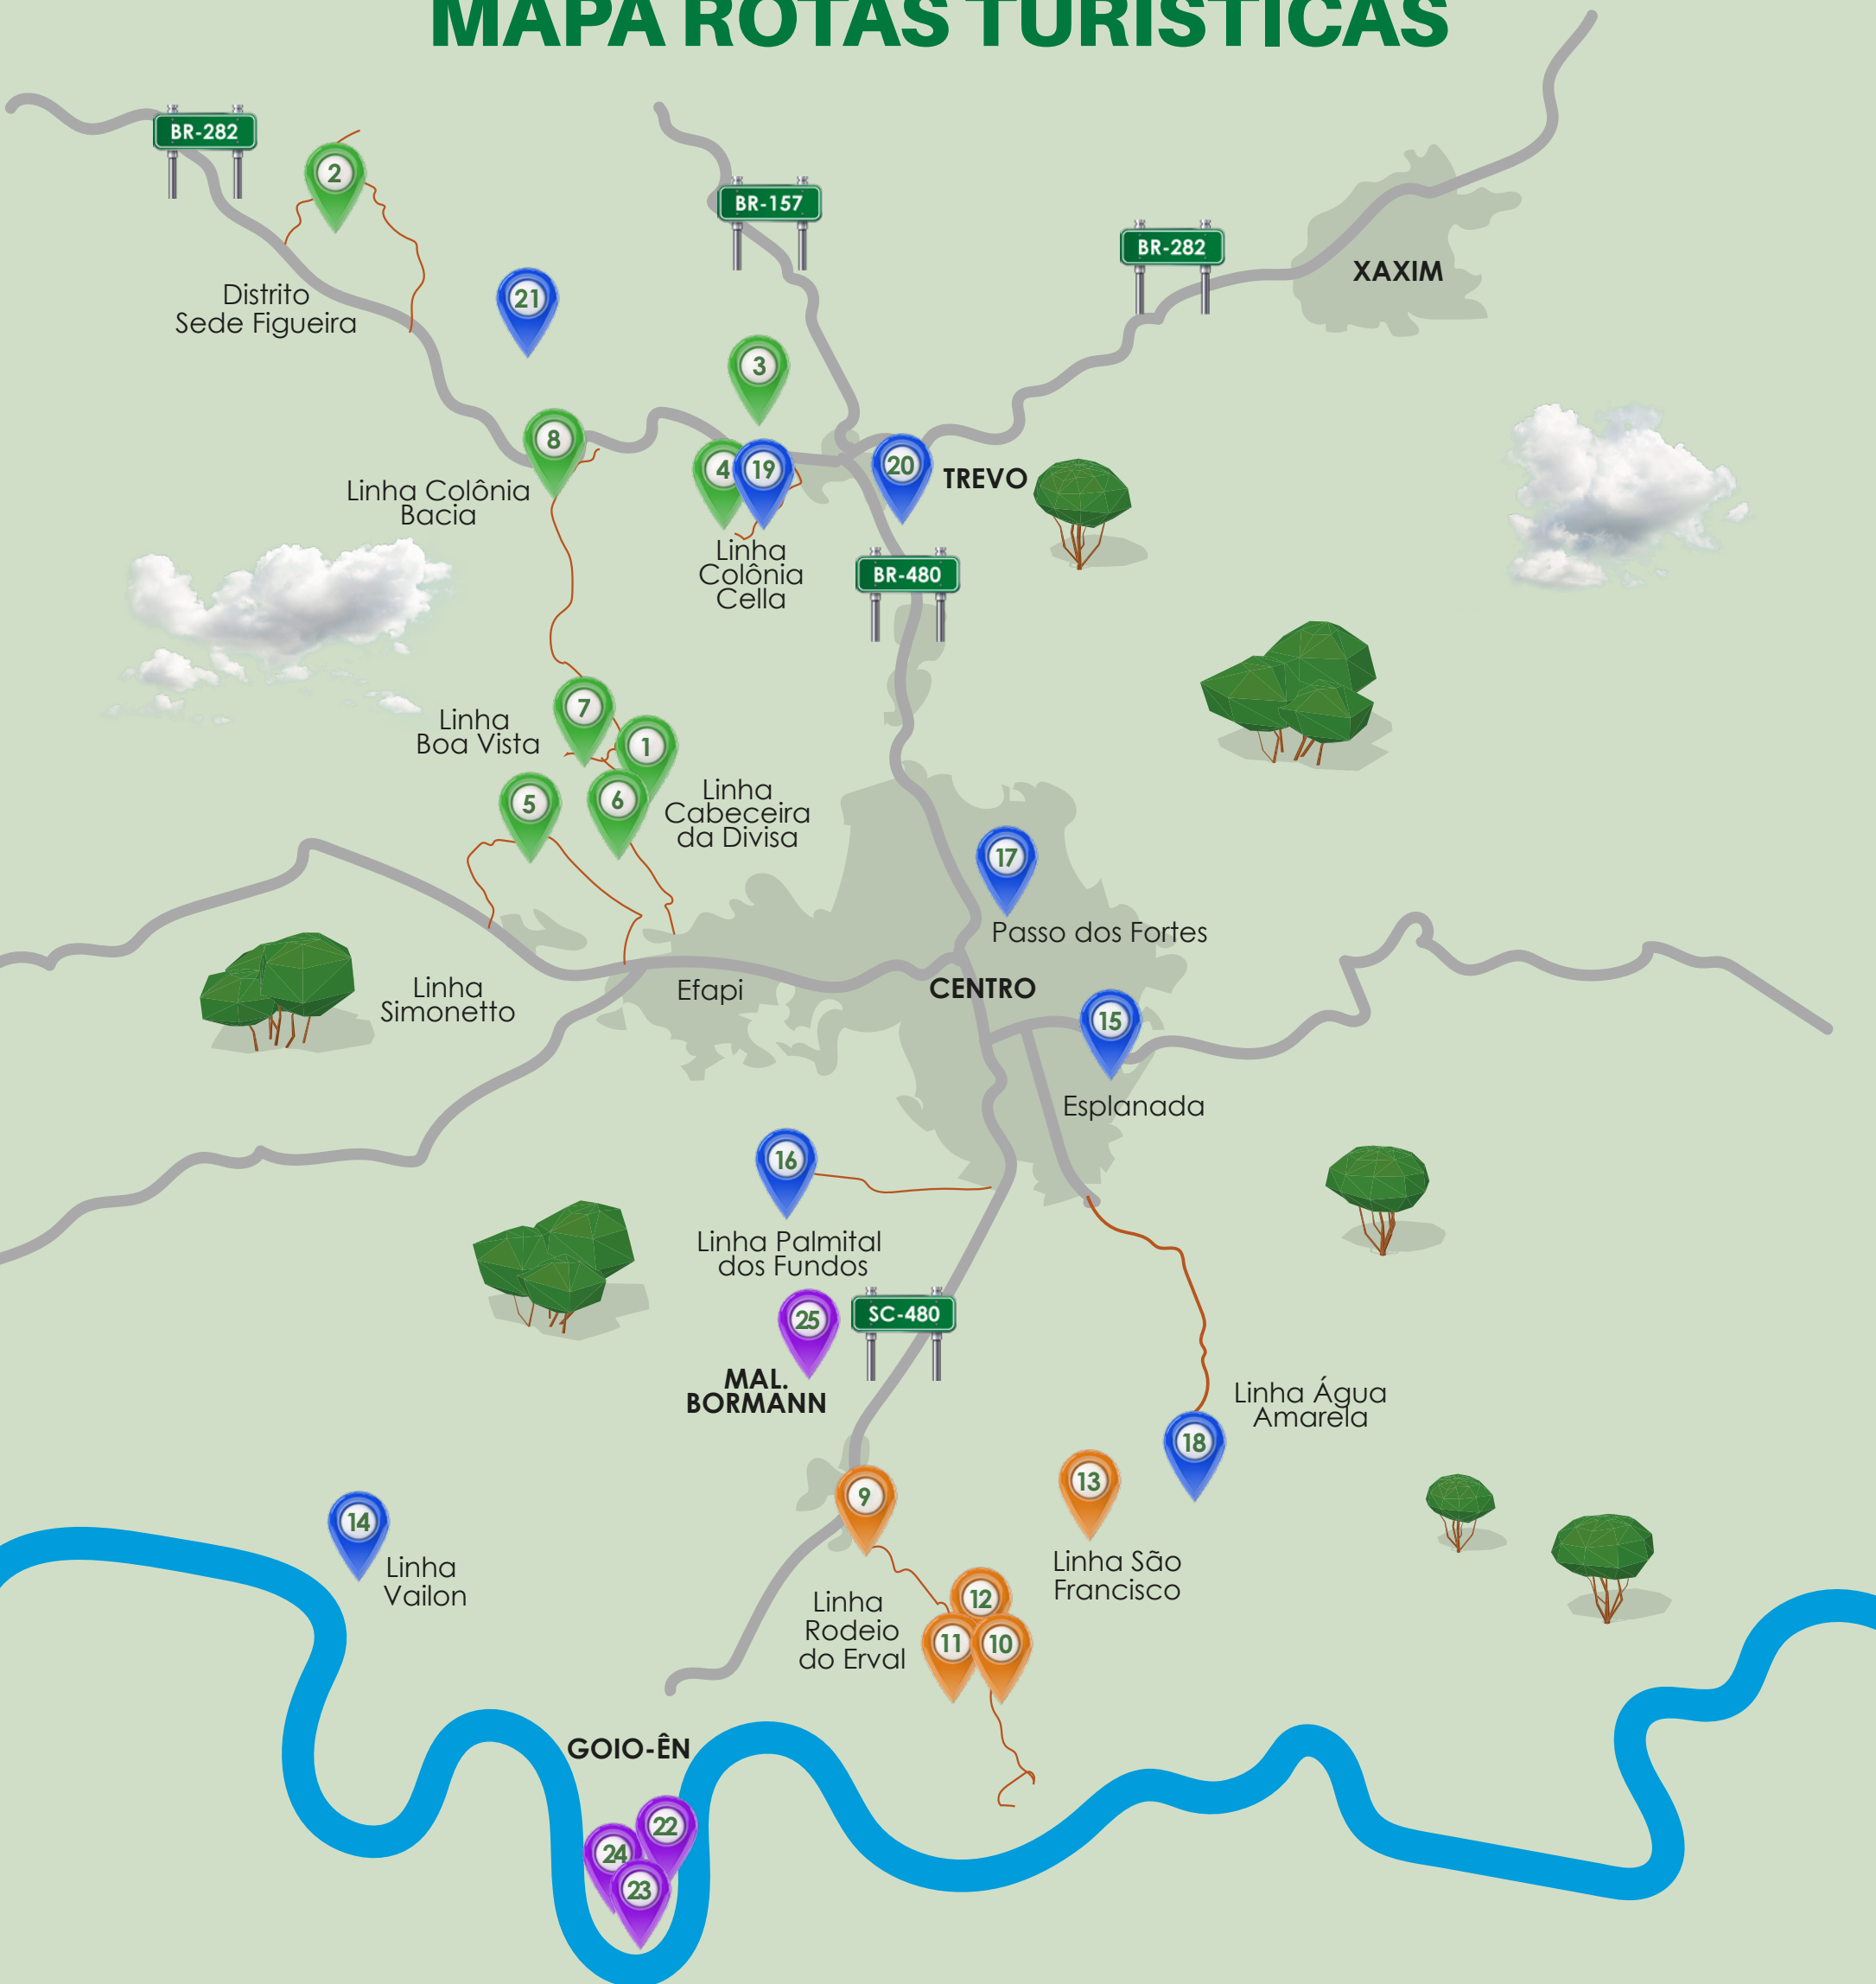 MAPA ROTAS TURÍSTICAS
BR-282
2
BR-157
BR-282
XAXIM
Distrito
Sede Figueira
21
3
8
4
19
20
TREVO
Linha Colônia
Bacia
Linha
Colônia
Cella
BR-480
7
1
Linha
Boa Vista
5
6
Linha
Cabeceira
da Divisa
17
Passo dos Fortes
Linha
Simonetto
Efapi
CENTRO
15
Esplanada
16
Linha Palmital
dos Fundos
25
SC-480
MAL.
BORMANN
Linha Água
Amarela
18
13
9
14
Linha
Vailon
Linha São
Francisco
12
Linha
Rodeio
do Erval
11
10
GOIO-ÊN
22
24
23